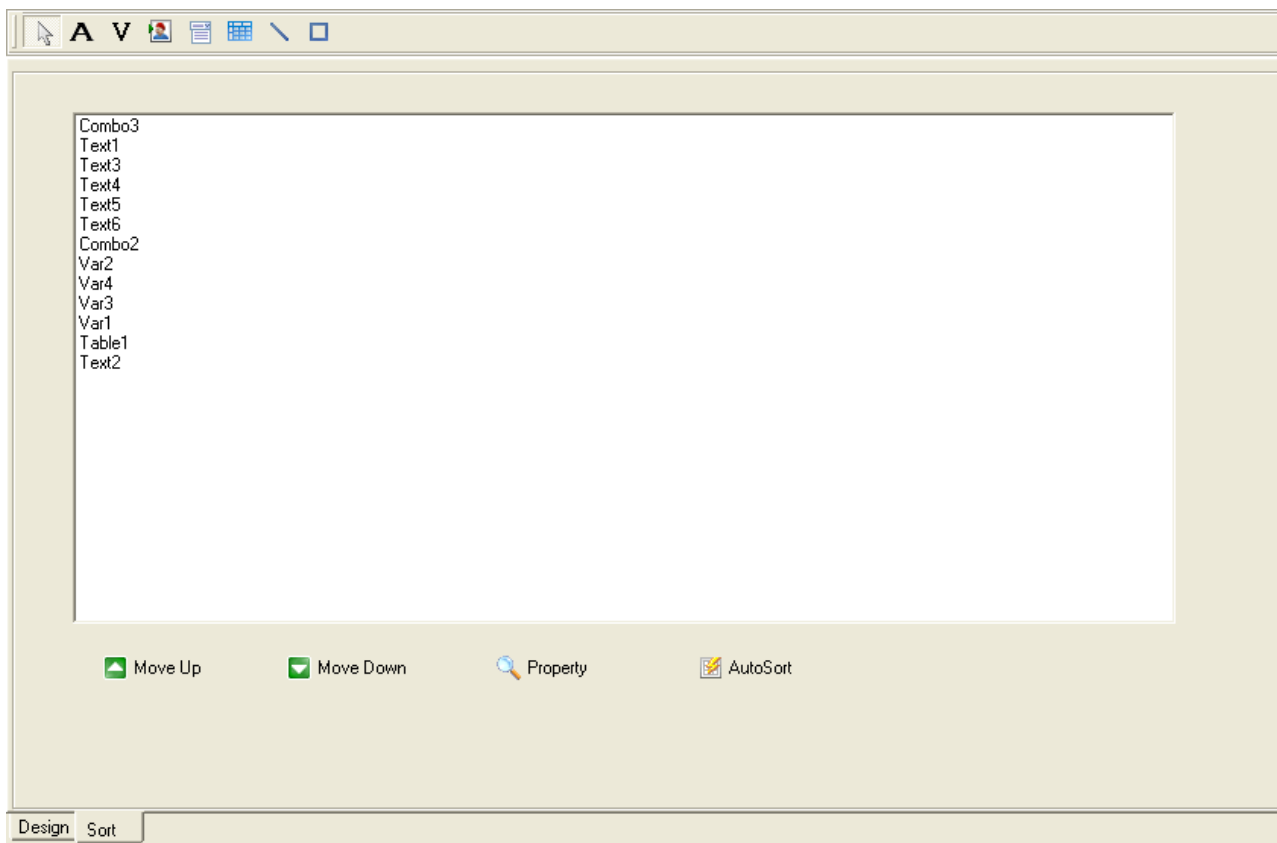 A V
Combo3
Text1
Text3
Text4
Text5
Text6
Combo2
Var2
Var4
Var3
Var1
Table1
Text2
Move Up Move Down Property AutoSort
Design Sort